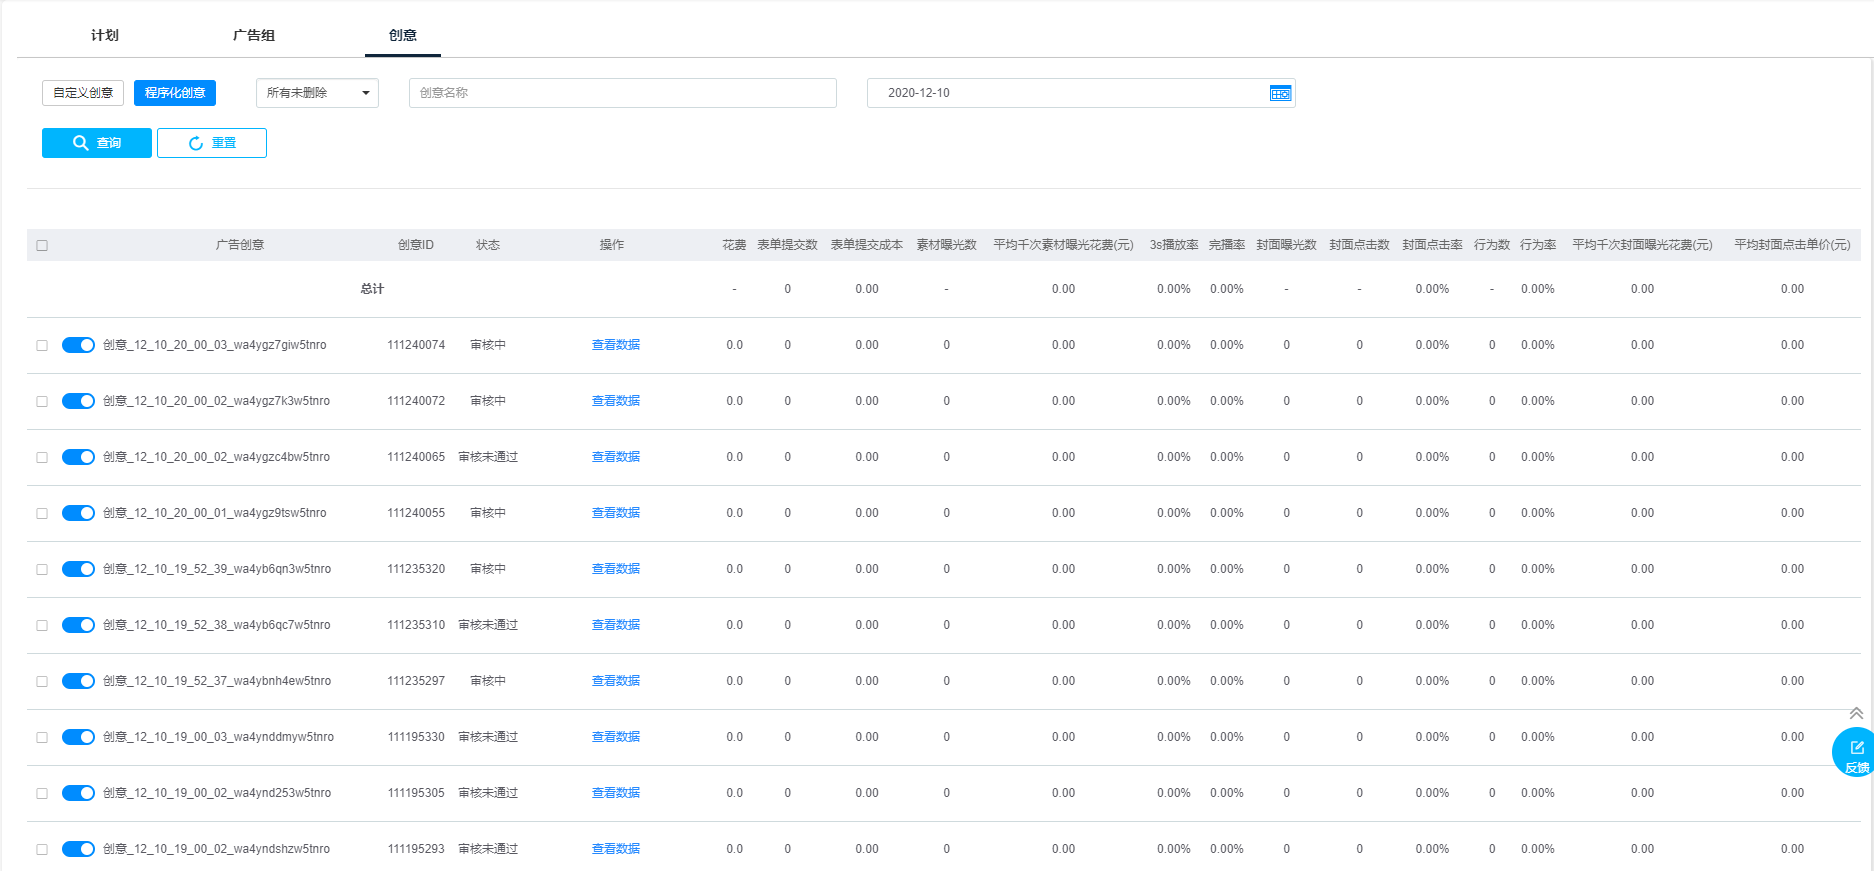 计划 广告组 创意
自定义创意 程序化创意 所有未删除 创意名称 2020-12-10
查询 重置
广告创意 创意ID 状态 操作 花费 表单提交数 表单提交成本 素材曝光数 平均千次素材曝光花费(元) 3s播放率 完播率 封面曝光数 封面点击数 封面点击率 行为数 行为率 平均千次封面曝光花费(元) 平均封面点击单价(元)
总计 - 0 0.00 - 0.00 0.00% 0.00% - - 0.00% - 0.00% 0.00 0.00
创意_12_10_20_00_03_wa4ygz7giw5tnro 111240074 审核中 查看数据 0.0 0 0.00 0 0.00 0.00% 0.00% 0 0 0.00% 0 0.00% 0.00 0.00
创意_12_10_20_00_02_wa4ygz7k3w5tnro 111240072 审核中 查看数据 0.0 0 0.00 0 0.00 0.00% 0.00% 0 0 0.00% 0 0.00% 0.00 0.00
创意_12_10_20_00_02_wa4ygzc4bw5tnro 111240065 审核未通过 查看数据 0.0 0 0.00 0 0.00 0.00% 0.00% 0 0 0.00% 0 0.00% 0.00 0.00
创意_12_10_20_00_01_wa4ygz9tsw5tnro 111240055 审核中 查看数据 0.0 0 0.00 0 0.00 0.00% 0.00% 0 0 0.00% 0 0.00% 0.00 0.00
创意_12_10_19_52_39_wa4yb6qn3w5tnro 111235320 审核中 查看数据 0.0 0 0.00 0 0.00 0.00% 0.00% 0 0 0.00% 0 0.00% 0.00 0.00
创意_12_10_19_52_38_wa4yb6qc7w5tnro 111235310 审核未通过 查看数据 0.0 0 0.00 0 0.00 0.00% 0.00% 0 0 0.00% 0 0.00% 0.00 0.00
创意_12_10_19_52_37_wa4ybnh4ew5tnro 111235297 审核中 查看数据 0.0 0 0.00 0 0.00 0.00% 0.00% 0 0 0.00% 0 0.00% 0.00 0.00
创意_12_10_19_00_03_wa4ynddmyw5tnro 111195330 审核未通过 查看数据 0.0 0 0.00 0 0.00 0.00% 0.00% 0 0 0.00% 0 0.00% 0.00 0.00
反馈
创意_12_10_19_00_02_wa4ynd253w5tnro 111195305 审核未通过 查看数据 0.0 0 0.00 0 0.00 0.00% 0.00% 0 0 0.00% 0 0.00% 0.00 0.00
创意_12_10_19_00_02_wa4yndshzw5tnro 111195293 审核未通过 查看数据 0.0 0 0.00 0 0.00 0.00% 0.00% 0 0 0.00% 0 0.00% 0.00 0.00